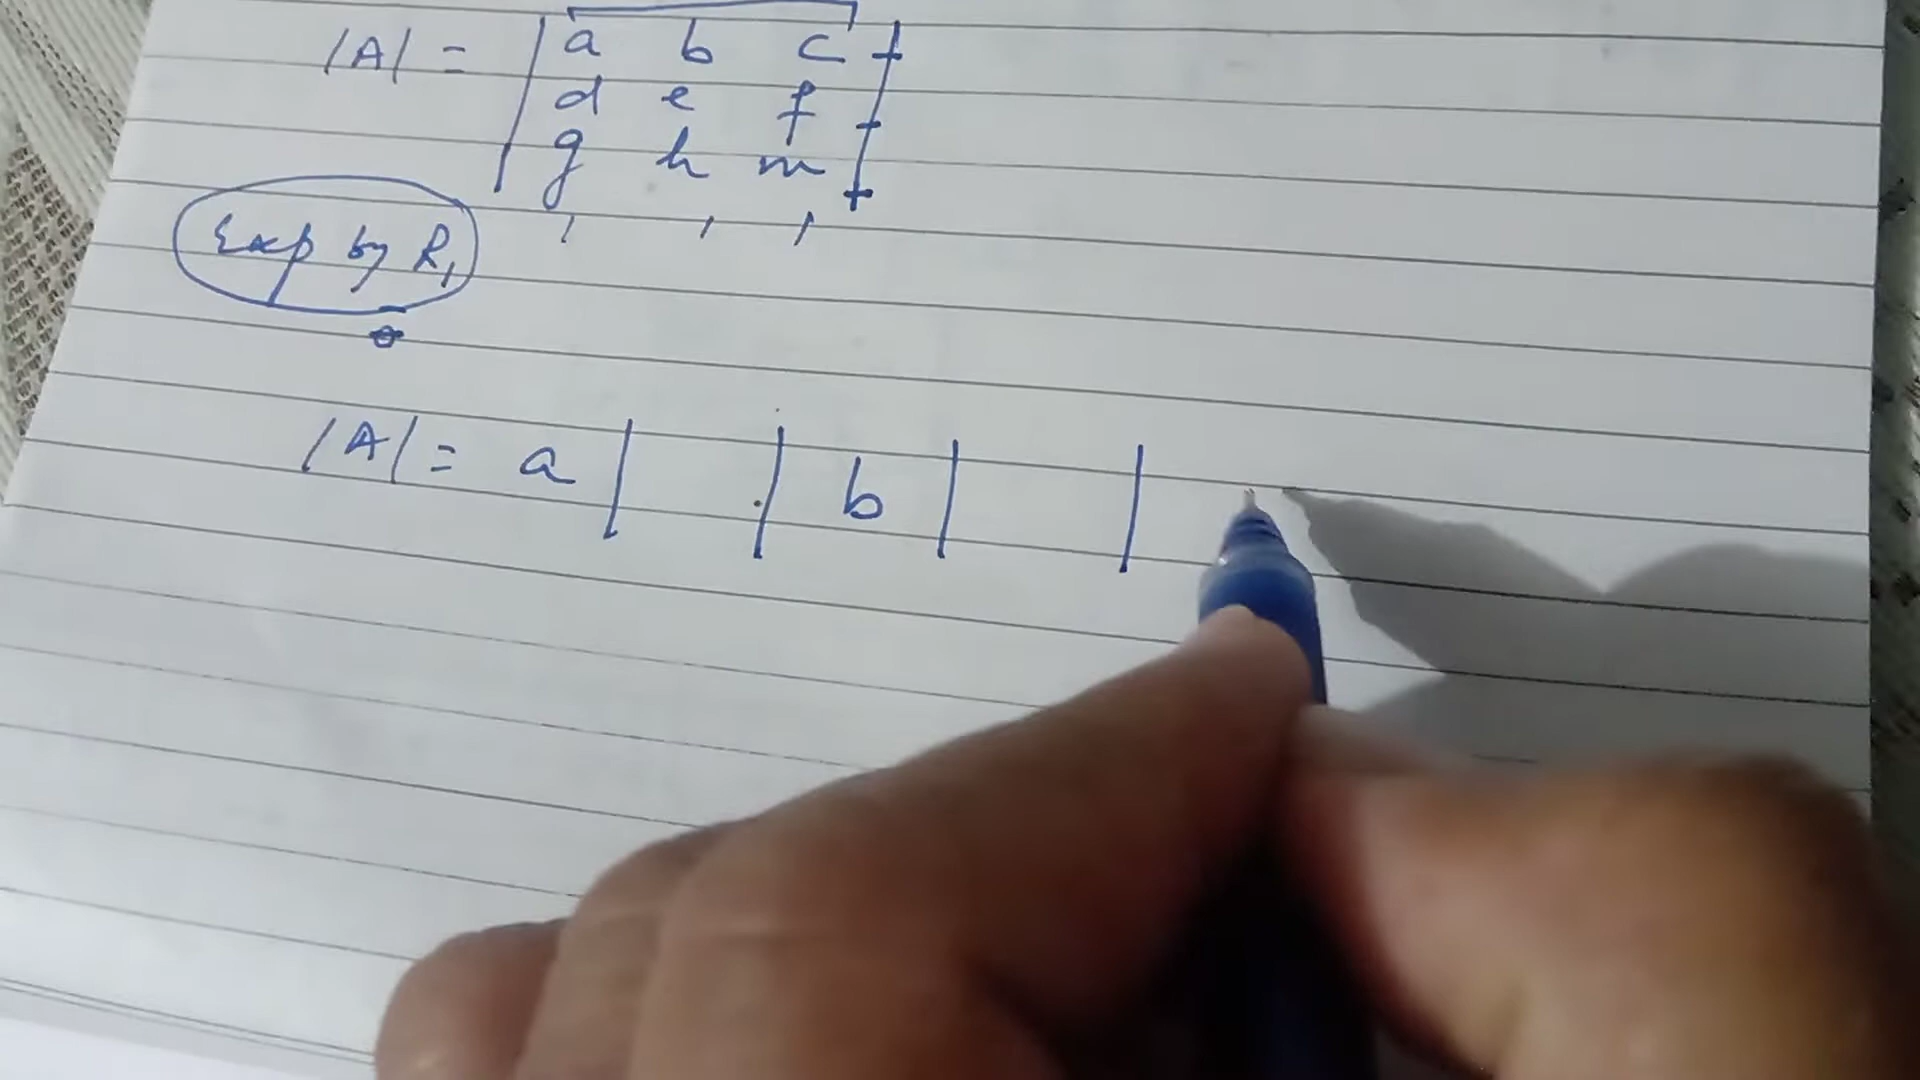 |A| = | a b c |
d e f
g h m
Exp by R1
|A| = a |   | b |   |